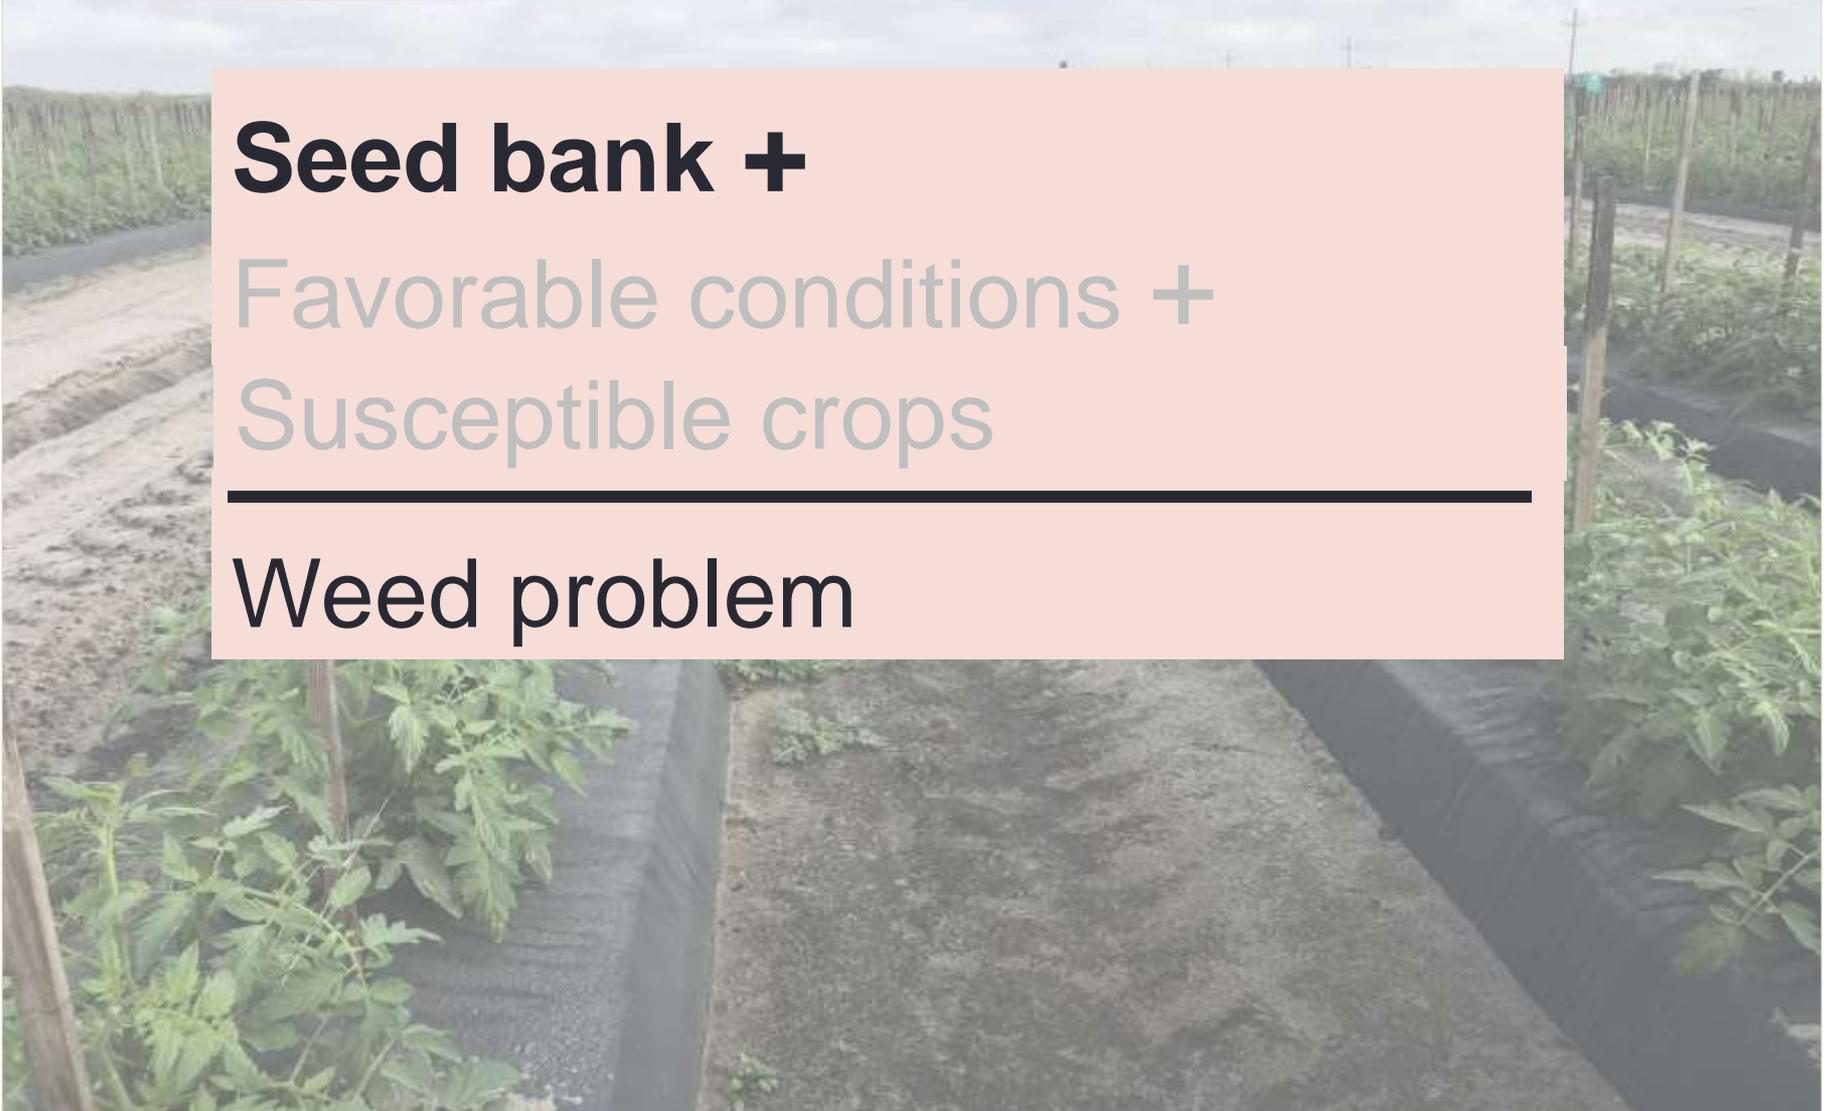 Seed bank +
Favorable conditions +
Susceptible crops
Weed problem